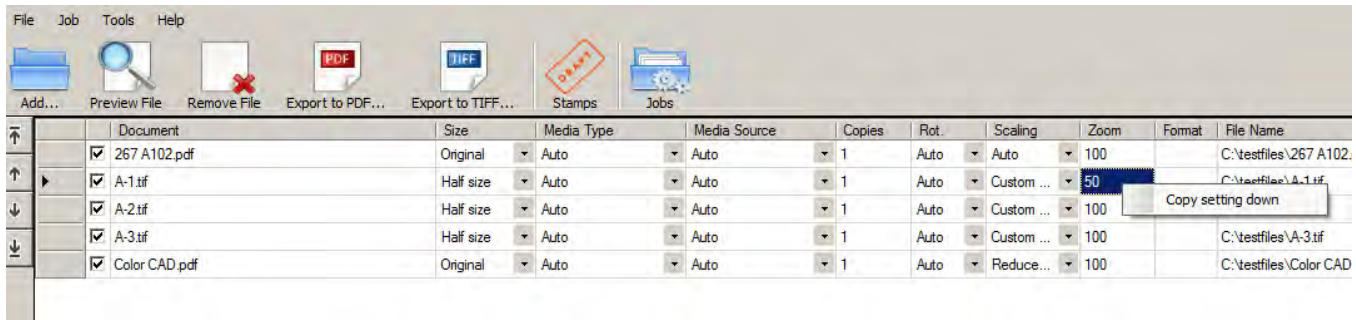 File Job Tools Help
PDF TIFF DRAFT
Add... Preview File Remove File Export to PDF... Export to TIFF... Stamps Jobs
Document Size Media Type Media Source Copies Rot. Scaling Zoom Format File Name
267 A102.pdf Original Auto Auto 1 Auto Auto 100 C:\testfiles\267 A102.
A-1.tif Half size Auto Auto 1 Auto Custom ... 50 C:\testfiles\A-1.tif
Copy setting down
A-2.tif Half size Auto Auto 1 Auto Custom ... 100
A-3.tif Half size Auto Auto 1 Auto Custom ... 100 C:\testfiles\A-3.tif
Color CAD.pdf Original Auto Auto 1 Auto Reduce... 100 C:\testfiles\Color CAD